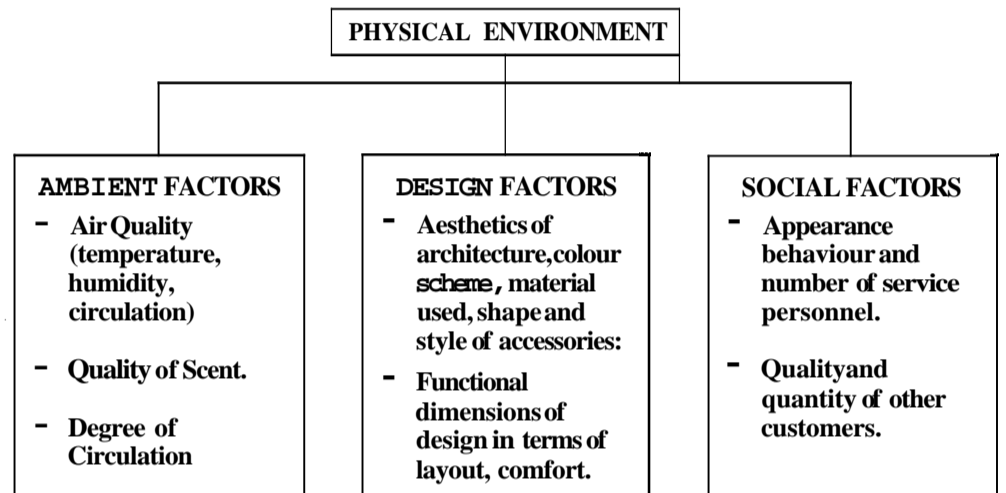 PHYSICAL ENVIRONMENT
AMBIENT FACTORS
- Air Quality
(temperature,
humidity,
circulation)
- Quality of Scent.
- Degree of
Circulation
DESIGN FACTORS
- Aesthetics of
architecture,colour
scheme, material
used, shape and
style of accessories:
- Functional
dimensions of
design in terms of
layout, comfort.
SOCIAL FACTORS
- Appearance
behaviour and
number of service
personnel.
- Quality and
quantity of other
customers.